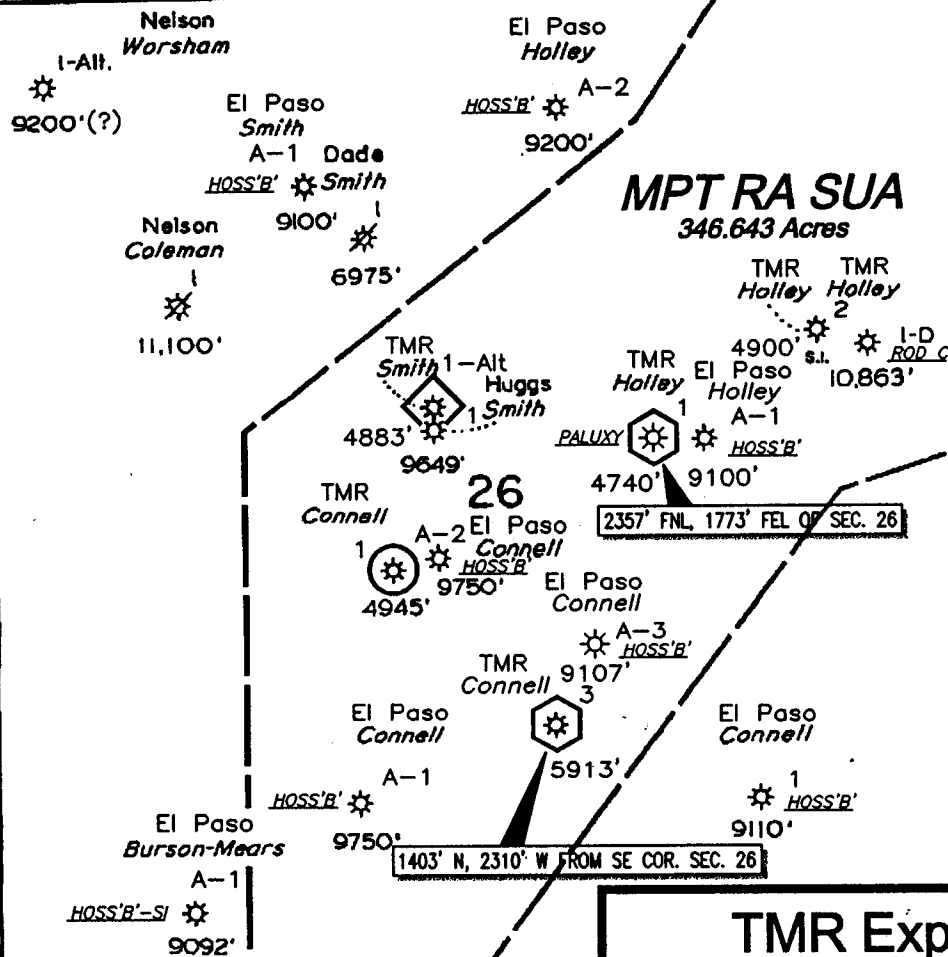 Nelson
Worsham
1-Alt.
9200'(?)
El Paso
Holley
HOSS'B'
A-2
9200'
El Paso
Smith
A-1
HOSS'B'
9100'
Dade
Smith
1
6975'
Nelson
Coleman
1
11,100'
MPT RA SUA
346.643 Acres
TMR
Holley
TMR
Holley
2
4900'
S.I.
1-D
ROD C
10,863'
TMR
Smith
1-Alt
4883'
Huggs
Smith
1
9649'
TMR
Holley
1
PALUXY
4740'
El Paso
Holley
A-1
HOSS'B'
9100'
2357' FNL, 1773' FEL OF SEC. 26
26
TMR
Connell
1
4945'
El Paso
Connell
A-2
HOSS'B'
9750'
El Paso
Connell
A-3
HOSS'B'
9107'
TMR
Connell
3
5913'
El Paso
Connell
A-1
HOSS'B'
9750'
El Paso
Connell
1
HOSS'B'
9110'
1403' N, 2310' W FROM SE COR. SEC. 26
El Paso
Burson-Mears
A-1
HOSS'B'-SI
9092'
TMR Exp